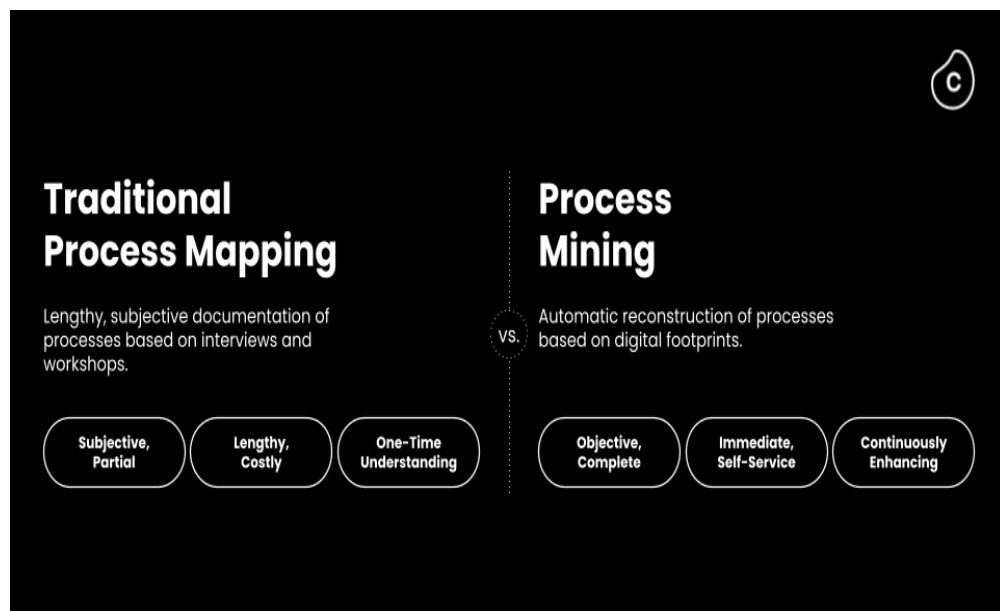 C
Traditional
Process Mapping
Lengthy, subjective documentation of
processes based on interviews and
workshops.
Subjective,
Partial
Lengthy,
Costly
One-Time
Understanding
vs.
Process
Mining
Automatic reconstruction of processes
based on digital footprints.
Objective,
Complete
Immediate,
Self-Service
Continuously
Enhancing